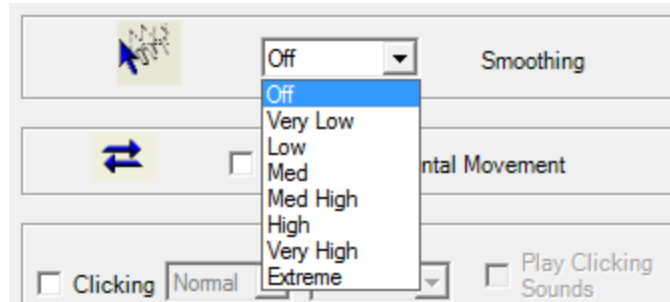 Off
Smoothing
Off
Very Low
Low
Med
Med High
High
Very High
Extreme
ntal Movement
Clicking
Normal
Play Clicking
Sounds